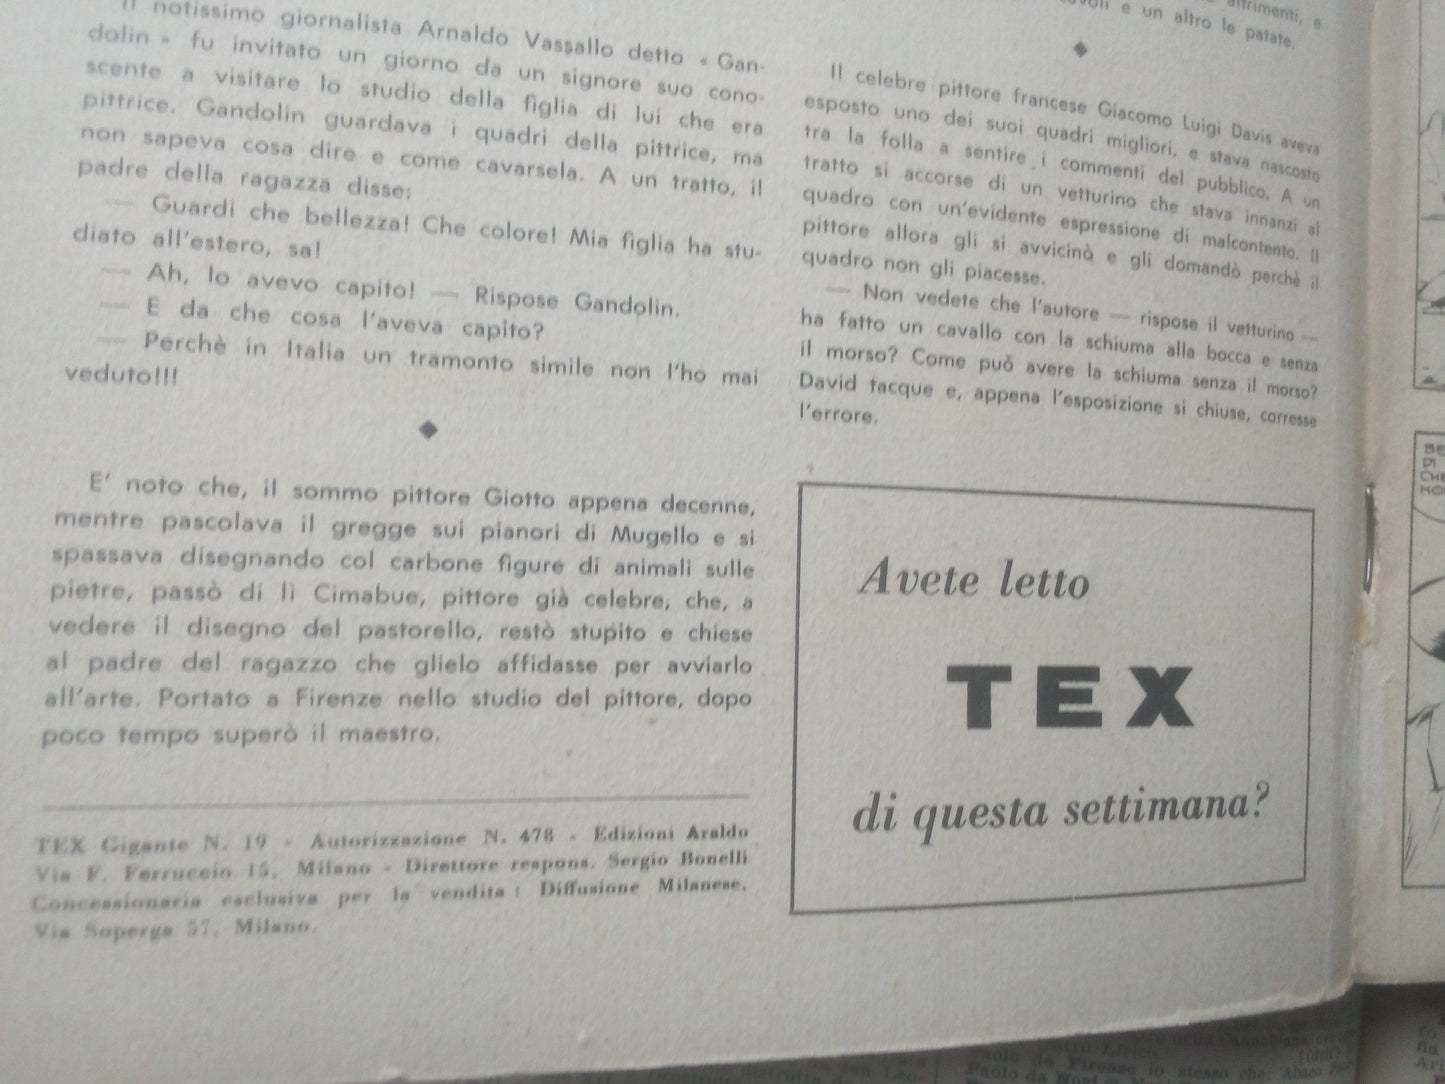 Il notissimo giornalista Arnaldo Vassallo detto « Gan-
dolin » fu invitato un giorno da un signore suo cono-
scente a visitare lo studio della figlia di lui che era
pittrice. Gandolin guardava i quadri della pittrice, ma
non sapeva cosa dire e come cavarsela. A un tratto, il
padre della ragazza disse:
— Guardi che bellezza! Che colore! Mia figlia ha stu-
diato all'estero, sa!
— Ah, lo avevo capito! — Rispose Gandolin.
— E da che cosa l'aveva capito?
— Perchè in Italia un tramonto simile non l'ho mai
veduto!!!
E' noto che, il sommo pittore Giotto appena decenne,
mentre pascolava il gregge sui pianori di Mugello e si
spassava disegnando col carbone figure di animali sulle
pietre, passò di lì Cimabue, pittore già celebre, che, a
vedere il disegno del pastorello, restò stupito e chiese
al padre del ragazzo che glielo affidasse per avviarlo
all'arte. Portato a Firenze nello studio del pittore, dopo
poco tempo superò il maestro.
TEX Gigante N. 19 - Autorizzazione N. 478 - Edizioni Araldo
Via F. Ferruccio 15, Milano - Direttore respons. Sergio Bonelli
Concessionaria esclusiva per la vendita: Diffusione Milanese,
Via Soperga 57, Milano.
altrimenti, e
e un altro le patate.
Il celebre pittore francese Giacomo Luigi Davis aveva
esposto uno dei suoi quadri migliori, e stava nascosto
tra la folla a sentire i commenti del pubblico. A un
tratto si accorse di un vetturino che stava innanzi al
quadro con un'evidente espressione di malcontento. Il
pittore allora gli si avvicinò e gli domandò perchè il
quadro non gli piacesse.
— Non vedete che l'autore — rispose il vetturino —
ha fatto un cavallo con la schiuma alla bocca e senza
il morso? Come può avere la schiuma senza il morso?
David tacque e, appena l'esposizione si chiuse, corresse
l'errore.
Avete letto
TEX
di questa settimana?
BE
DI
CHE
NO
Paolo da Firenze lo stesso che: Abaco